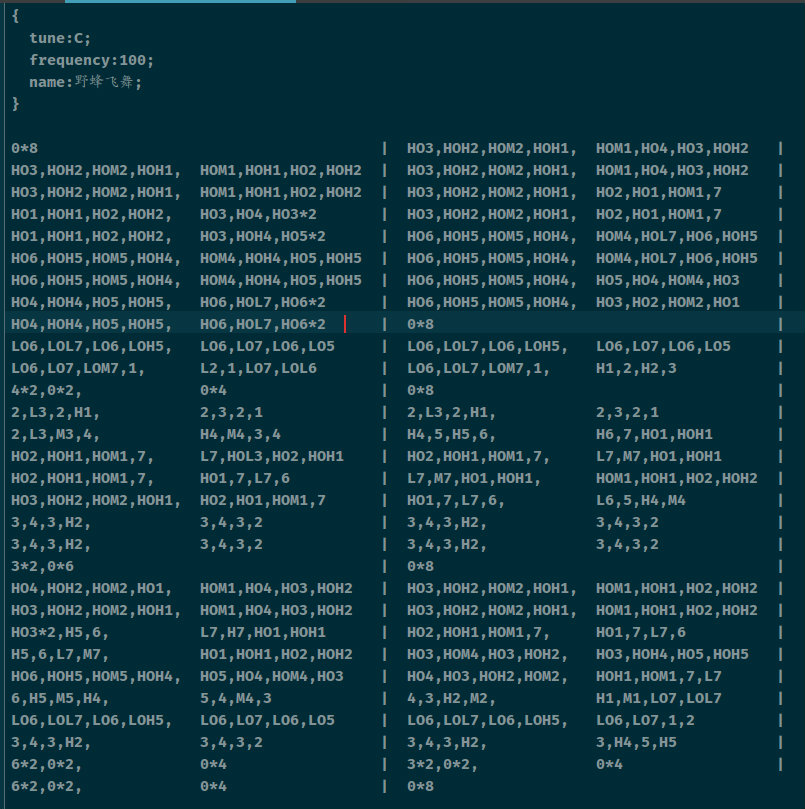 {
  tune:C;
  frequency:100;
  name:野蜂飞舞;
}
0*8 | HO3,HOH2,HOM2,HOH1, HOM1,HO4,HO3,HOH2 |
HO3,HOH2,HOM2,HOH1, HOM1,HOH1,HO2,HOH2 | HO3,HOH2,HOM2,HOH1, HOM1,HO4,HO3,HOH2 |
HO3,HOH2,HOM2,HOH1, HOM1,HOH1,HO2,HOH2 | HO3,HOH2,HOM2,HOH1, HO2,HO1,HOM1,7 |
HO1,HOH1,HO2,HOH2, HO3,HO4,HO3*2 | HO3,HOH2,HOM2,HOH1, HO2,HO1,HOM1,7 |
HO1,HOH1,HO2,HOH2, HO3,HOH4,HO5*2 | HO6,HOH5,HOM5,HOH4, HOM4,HOL7,HO6,HOH5 |
HO6,HOH5,HOM5,HOH4, HOM4,HOH4,HO5,HOH5 | HO6,HOH5,HOM5,HOH4, HOM4,HOL7,HO6,HOH5 |
HO6,HOH5,HOM5,HOH4, HOM4,HOH4,HO5,HOH5 | HO6,HOH5,HOM5,HOH4, HO5,HO4,HOM4,HO3 |
HO4,HOH4,HO5,HOH5, HO6,HOL7,HO6*2 | HO6,HOH5,HOM5,HOH4, HO3,HO2,HOM2,HO1 |
HO4,HOH4,HO5,HOH5, HO6,HOL7,HO6*2 | 0*8 |
LO6,LOL7,LO6,LOH5, LO6,LO7,LO6,LO5 | LO6,LOL7,LO6,LOH5, LO6,LO7,LO6,LO5 |
LO6,LO7,LOM7,1, L2,1,LO7,LOL6 | LO6,LOL7,LOM7,1, H1,2,H2,3 |
4*2,0*2, 0*4 | 0*8 |
2,L3,2,H1, 2,3,2,1 | 2,L3,2,H1, 2,3,2,1 |
2,L3,M3,4, H4,M4,3,4 | H4,5,H5,6, H6,7,HO1,HOH1 |
HO2,HOH1,HOM1,7, L7,HOL3,HO2,HOH1 | HO2,HOH1,HOM1,7, L7,M7,HO1,HOH1 |
HO2,HOH1,HOM1,7, HO1,7,L7,6 | L7,M7,HO1,HOH1, HOM1,HOH1,HO2,HOH2 |
HO3,HOH2,HOM2,HOH1, HO2,HO1,HOM1,7 | HO1,7,L7,6, L6,5,H4,M4 |
3,4,3,H2, 3,4,3,2 | 3,4,3,H2, 3,4,3,2 |
3,4,3,H2, 3,4,3,2 | 3,4,3,H2, 3,4,3,2 |
3*2,0*6 | 0*8 |
HO4,HOH2,HOM2,HO1, HOM1,HO4,HO3,HOH2 | HO3,HOH2,HOM2,HOH1, HOM1,HOH1,HO2,HOH2 |
HO3,HOH2,HOM2,HOH1, HOM1,HO4,HO3,HOH2 | HO3,HOH2,HOM2,HOH1, HOM1,HOH1,HO2,HOH2 |
HO3*2,H5,6, L7,H7,HO1,HOH1 | HO2,HOH1,HOM1,7, HO1,7,L7,6 |
H5,6,L7,M7, HO1,HOH1,HO2,HOH2 | HO3,HOM4,HO3,HOH2, HO3,HOH4,HO5,HOH5 |
HO6,HOH5,HOM5,HOH4, HO5,HO4,HOM4,HO3 | HO4,HO3,HOH2,HOM2, HOH1,HOM1,7,L7 |
6,H5,M5,H4, 5,4,M4,3 | 4,3,H2,M2, H1,M1,LO7,LOL7 |
LO6,LOL7,LO6,LOH5, LO6,LO7,LO6,LO5 | LO6,LOL7,LO6,LOH5, LO6,LO7,1,2 |
3,4,3,H2, 3,4,3,2 | 3,4,3,H2, 3,H4,5,H5 |
6*2,0*2, 0*4 | 3*2,0*2, 0*4 |
6*2,0*2, 0*4 | 0*8